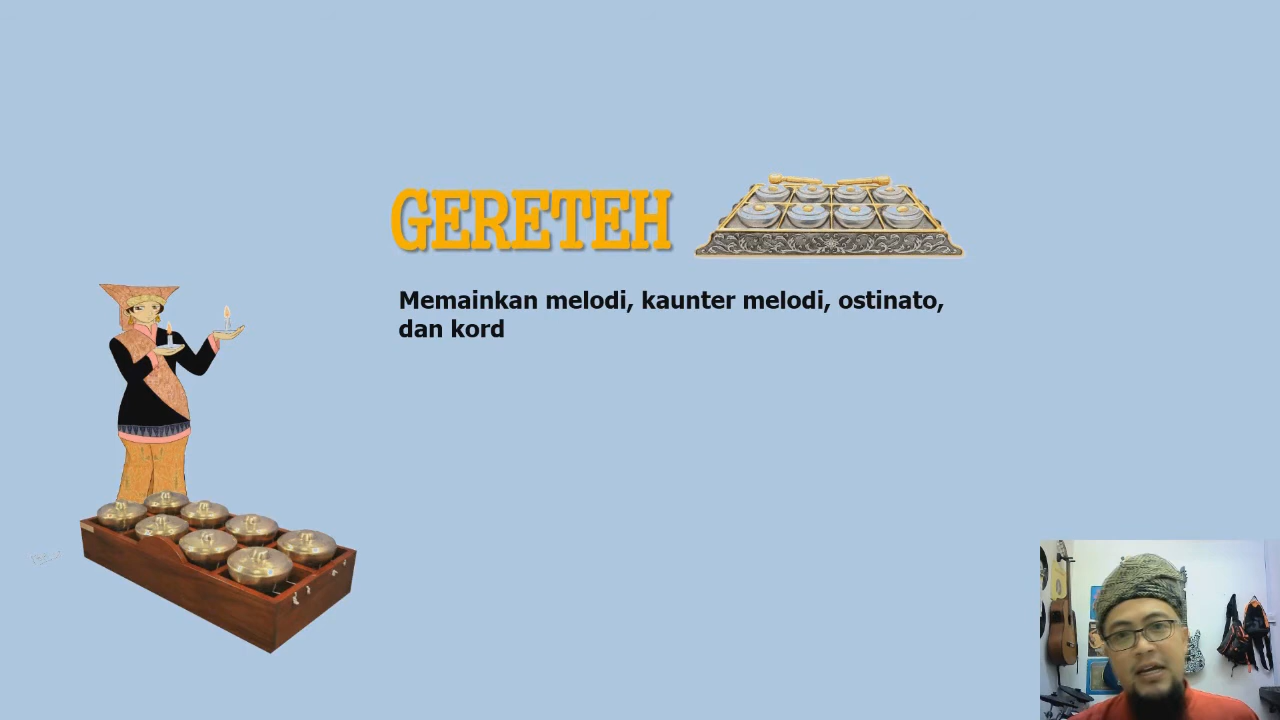 GERETEH
Memainkan melodi, kaunter melodi, ostinato,
dan kord